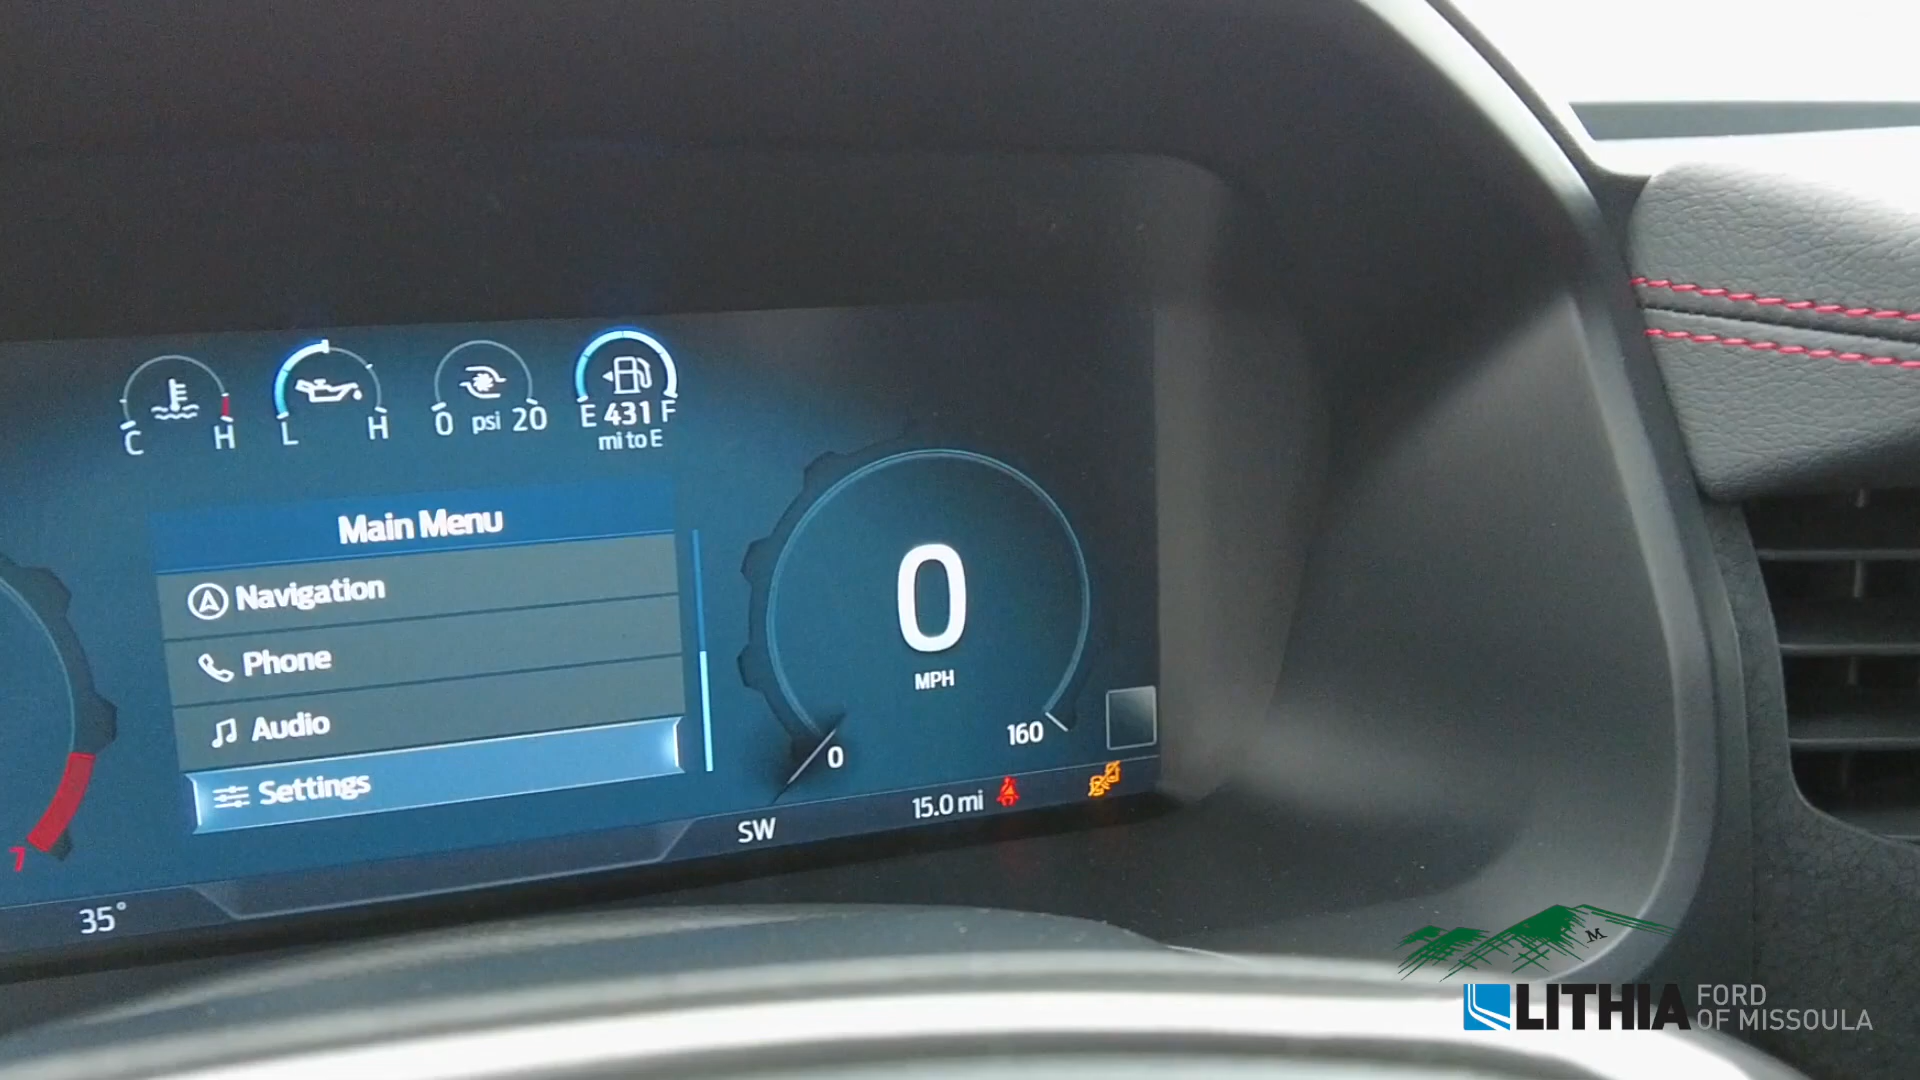 C H
L H
0 psi 20
E 431 F
mi to E
Main Menu
Navigation
Phone
Audio
Settings
0
MPH
0
160
7
15.0 mi
SW
35°
M
LITHIA
FORD
OF MISSOULA